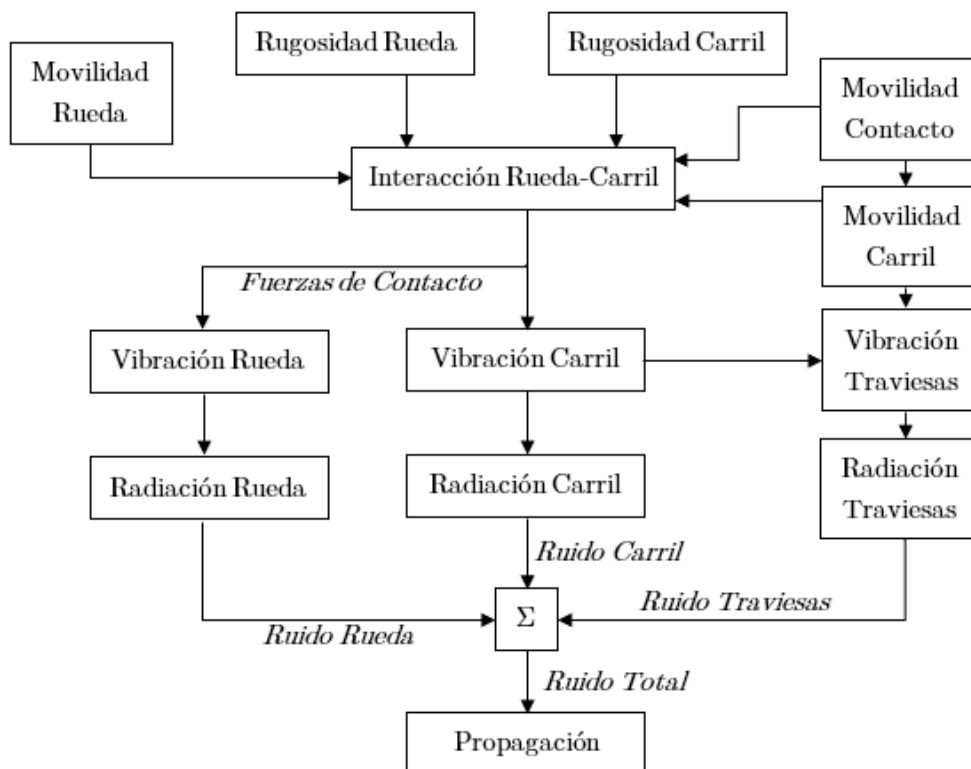 Rugosidad Rueda
Rugosidad Carril
Movilidad
Rueda
Movilidad
Contacto
Interacción Rueda-Carril
Movilidad
Carril
Fuerzas de Contacto
Vibración Rueda
Vibración Carril
Vibración
Traviesas
Radiación Rueda
Radiación Carril
Radiación
Traviesas
Ruido Carril
Ruido Traviesas
Σ
Ruido Rueda
Ruido Total
Propagación